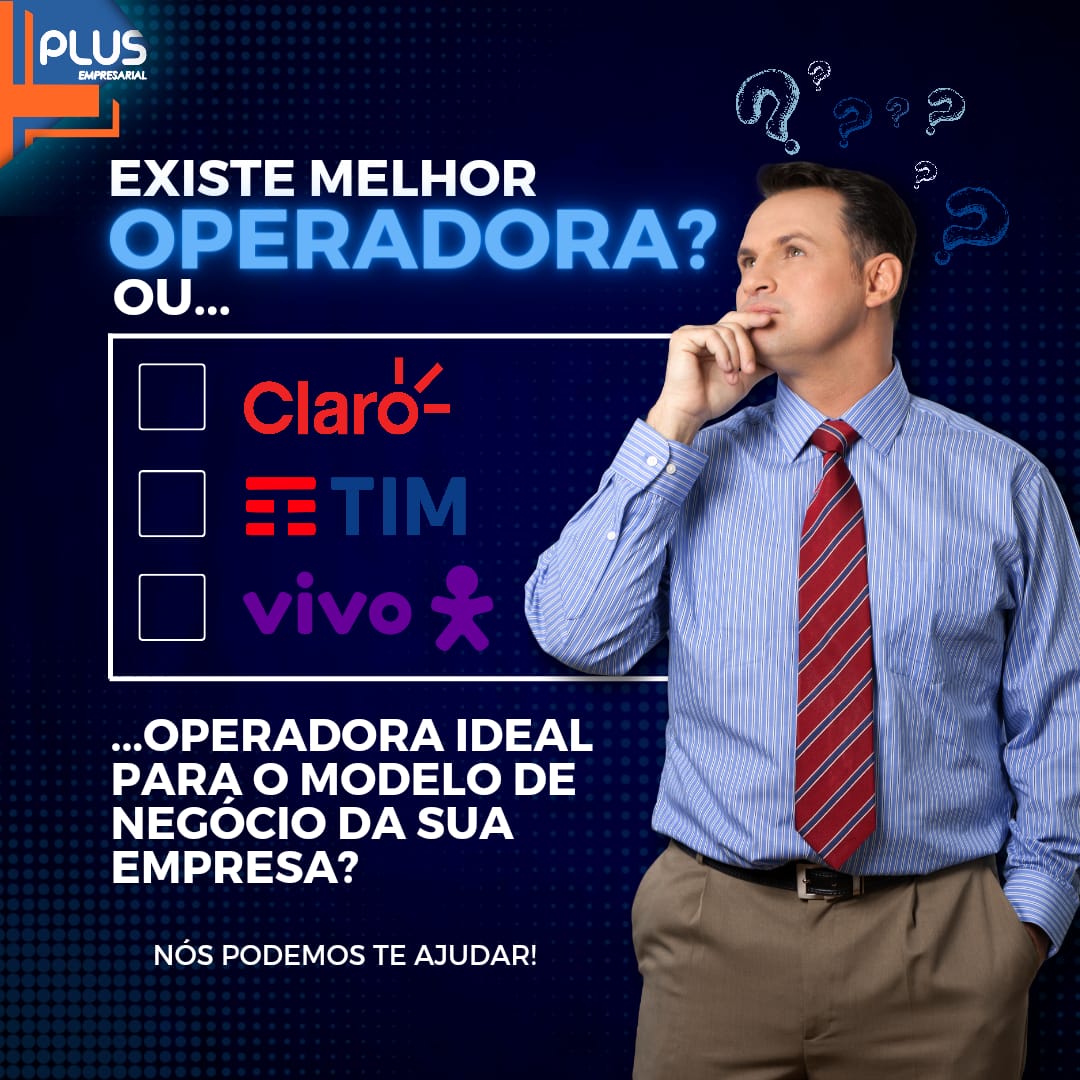 PLUS
EMPRESARIAL
EXISTE MELHOR
OPERADORA?
OU...
Claro
TIM
vivo
...OPERADORA IDEAL
PARA O MODELO DE
NEGÓCIO DA SUA
EMPRESA?
NÓS PODEMOS TE AJUDAR!